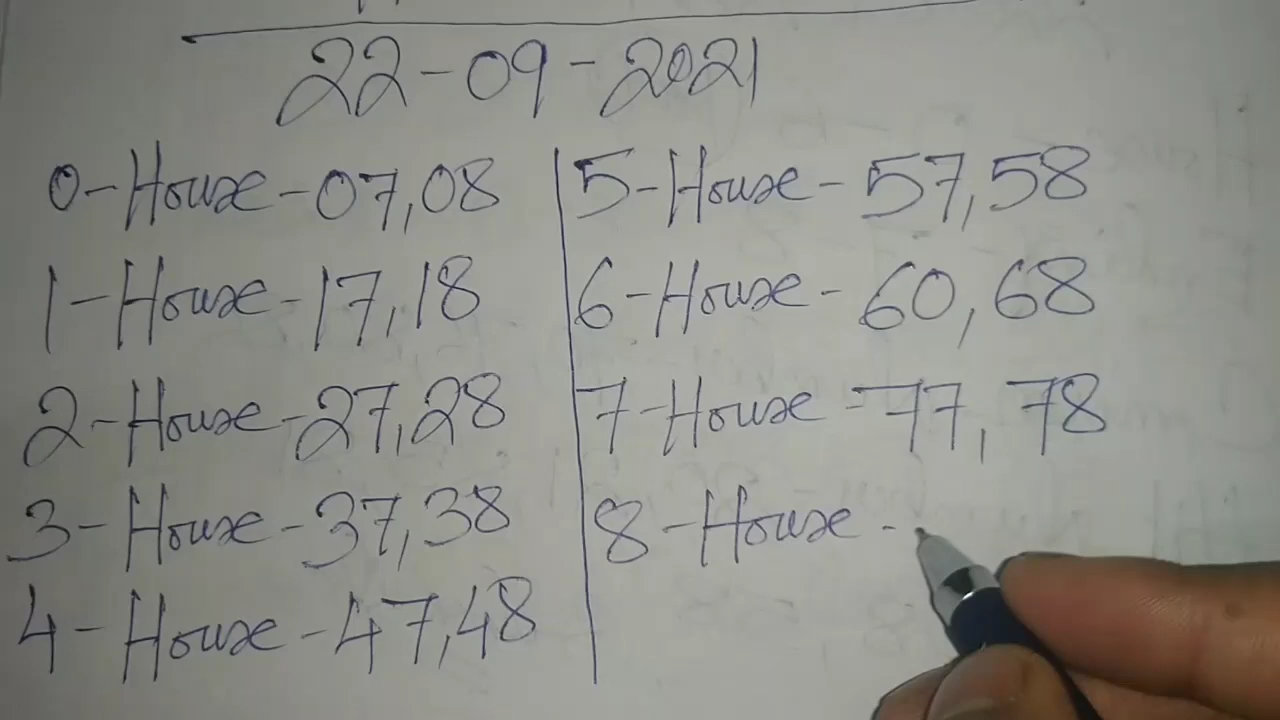 22-09-2021
0-House-07,08
1-House-17,18
2-House-27,28
3-House-37,38
4-House-47,48
5-House-57,58
6-House-60,68
7-House-77,78
8-House-